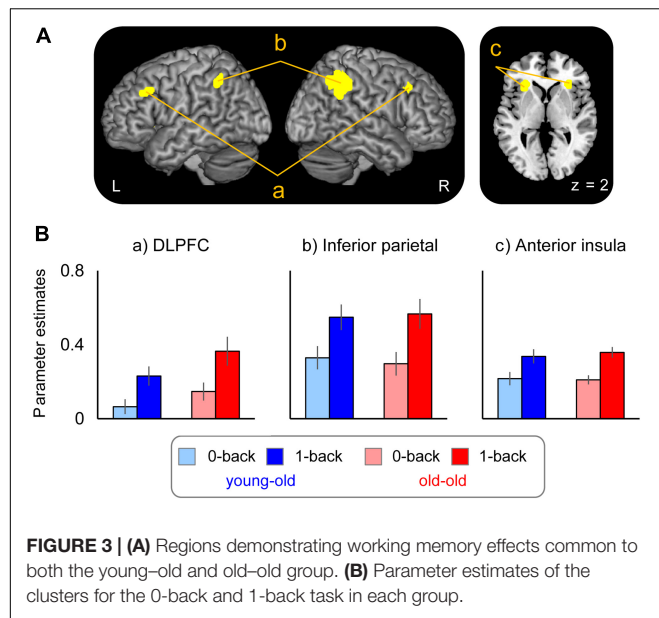 A
b
c
a
L
R
z = 2
B
a) DLPFC
b) Inferior parietal
c) Anterior insula
Parameter estimates
0.8
0.4
0
0-back 1-back 0-back 1-back
young-old old-old
FIGURE 3 | (A) Regions demonstrating working memory effects common to
both the young–old and old–old group. (B) Parameter estimates of the
clusters for the 0-back and 1-back task in each group.